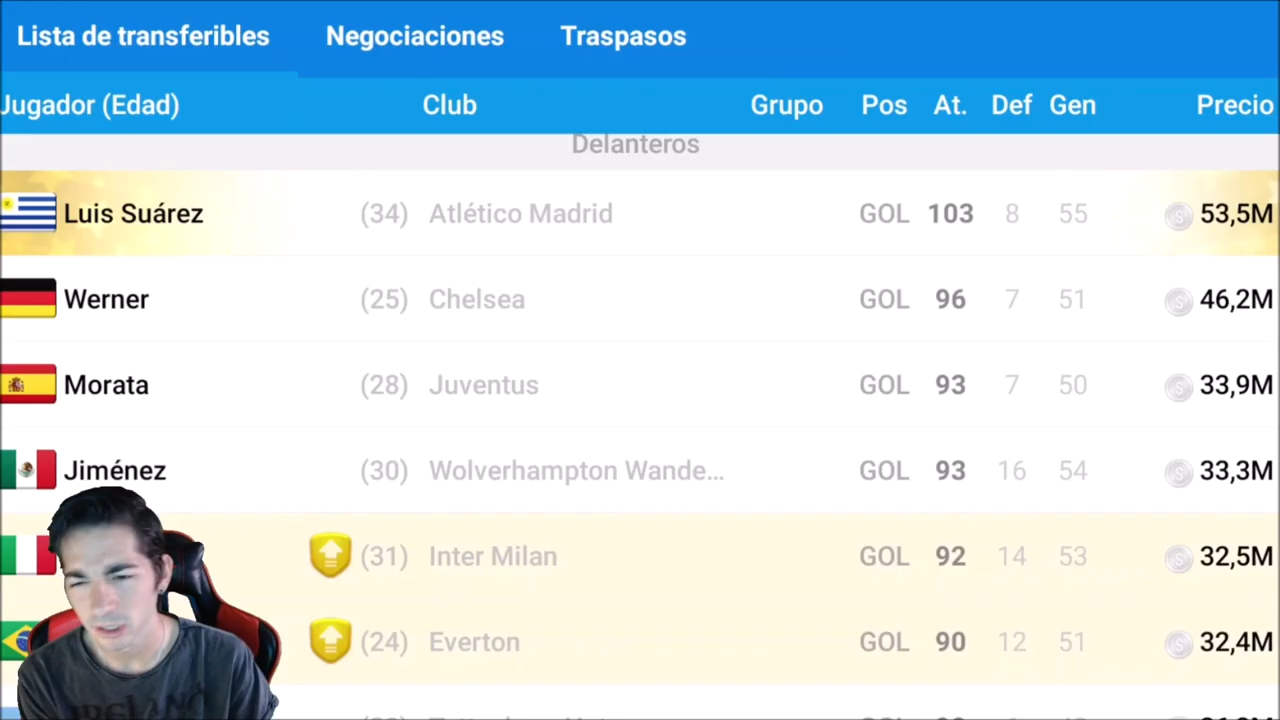 Lista de transferibles Negociaciones Traspasos
Jugador (Edad) Club Grupo Pos At. Def Gen Precio
Delanteros
Luis Suárez (34) Atlético Madrid GOL 103 8 55 53,5M
Werner (25) Chelsea GOL 96 7 51 46,2M
Morata (28) Juventus GOL 93 7 50 33,9M
Jiménez (30) Wolverhampton Wande... GOL 93 16 54 33,3M
(31) Inter Milan GOL 92 14 53 32,5M
(24) Everton GOL 90 12 51 32,4M